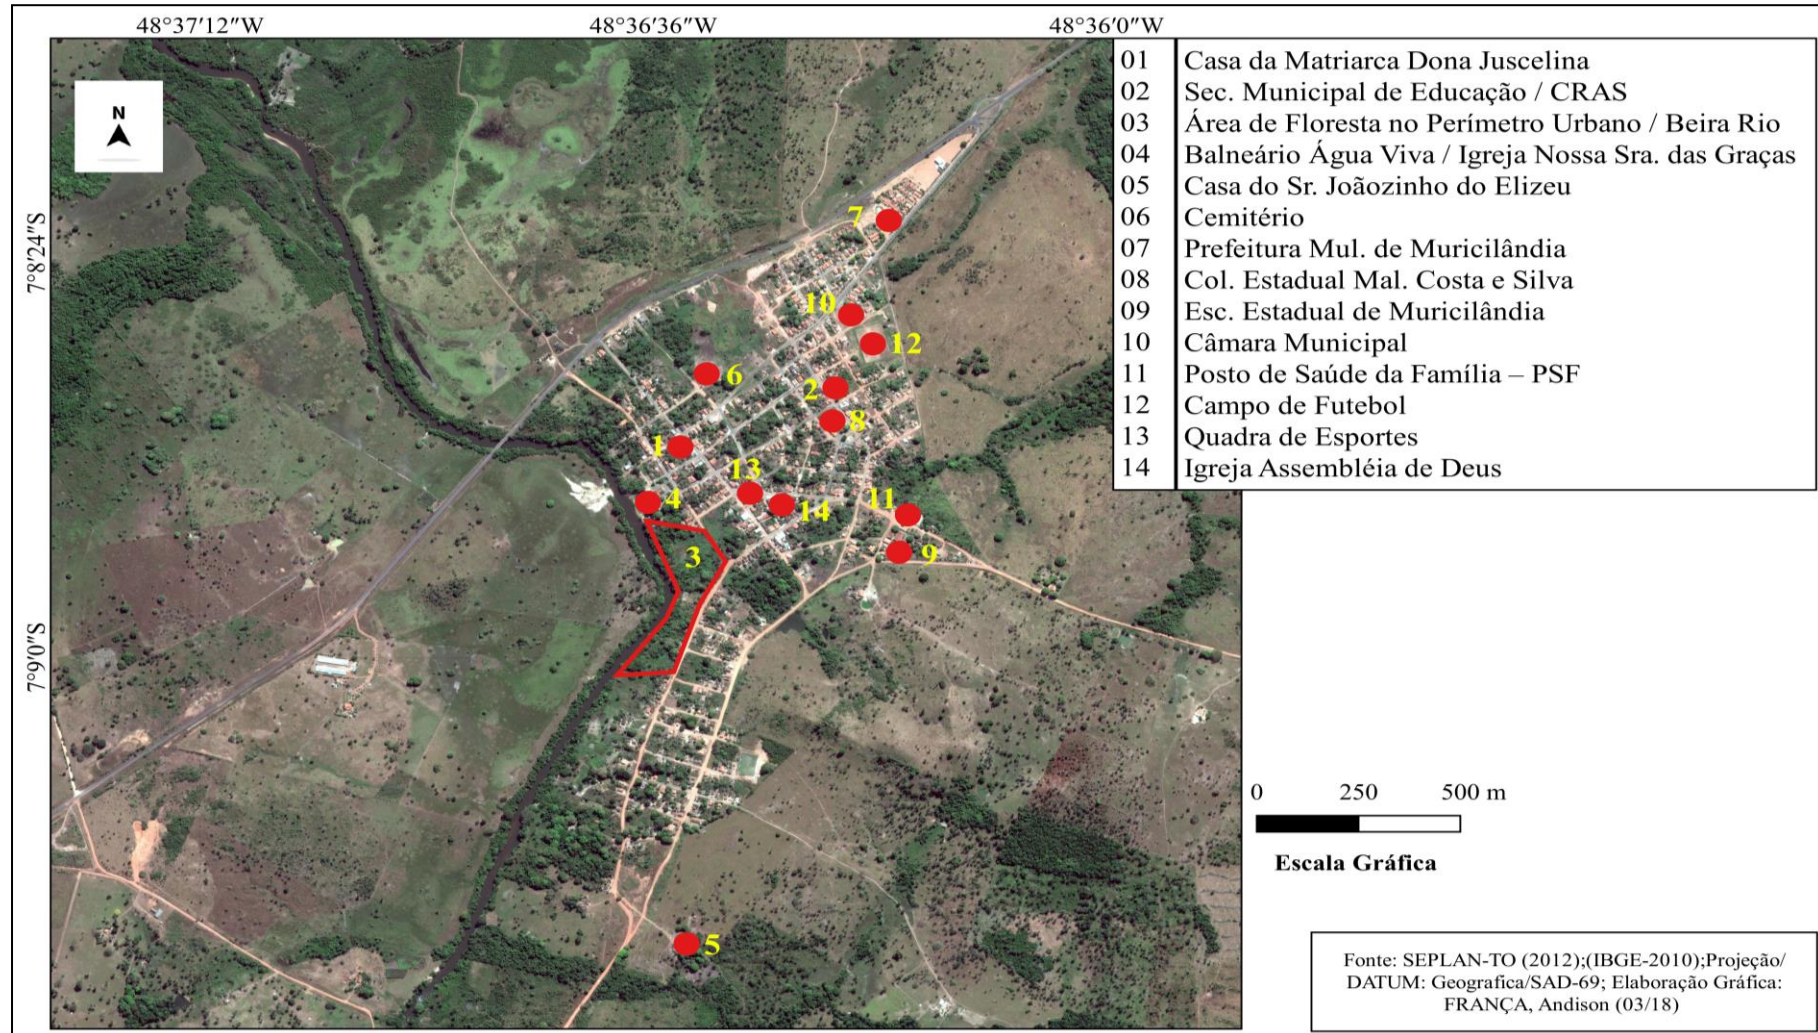 48°37'12"W
48°36'36"W
48°36'0"W
N
7°8'24"S
7°9'0"S
7
10
12
6
2
8
1
13
4
14
11
3
9
5
01 Casa da Matriarca Dona Juscelina
02 Sec. Municipal de Educação / CRAS
03 Área de Floresta no Perímetro Urbano / Beira Rio
04 Balneário Água Viva / Igreja Nossa Sra. das Graças
05 Casa do Sr. Joãozinho do Elizeu
06 Cemitério
07 Prefeitura Mul. de Muricilândia
08 Col. Estadual Mal. Costa e Silva
09 Esc. Estadual de Muricilândia
10 Câmara Municipal
11 Posto de Saúde da Família – PSF
12 Campo de Futebol
13 Quadra de Esportes
14 Igreja Assembléia de Deus
0 250 500 m
Escala Gráfica
Fonte: SEPLAN-TO (2012);(IBGE-2010);Projeção/
DATUM: Geografica/SAD-69; Elaboração Gráfica:
FRANÇA, Andison (03/18)